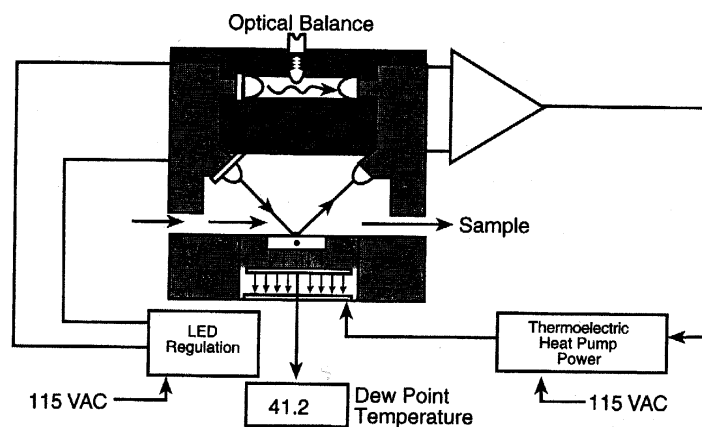 Optical Balance
Sample
LED
Regulation
Thermoelectric
Heat Pump
Power
115 VAC
41.2
Dew Point
Temperature
115 VAC